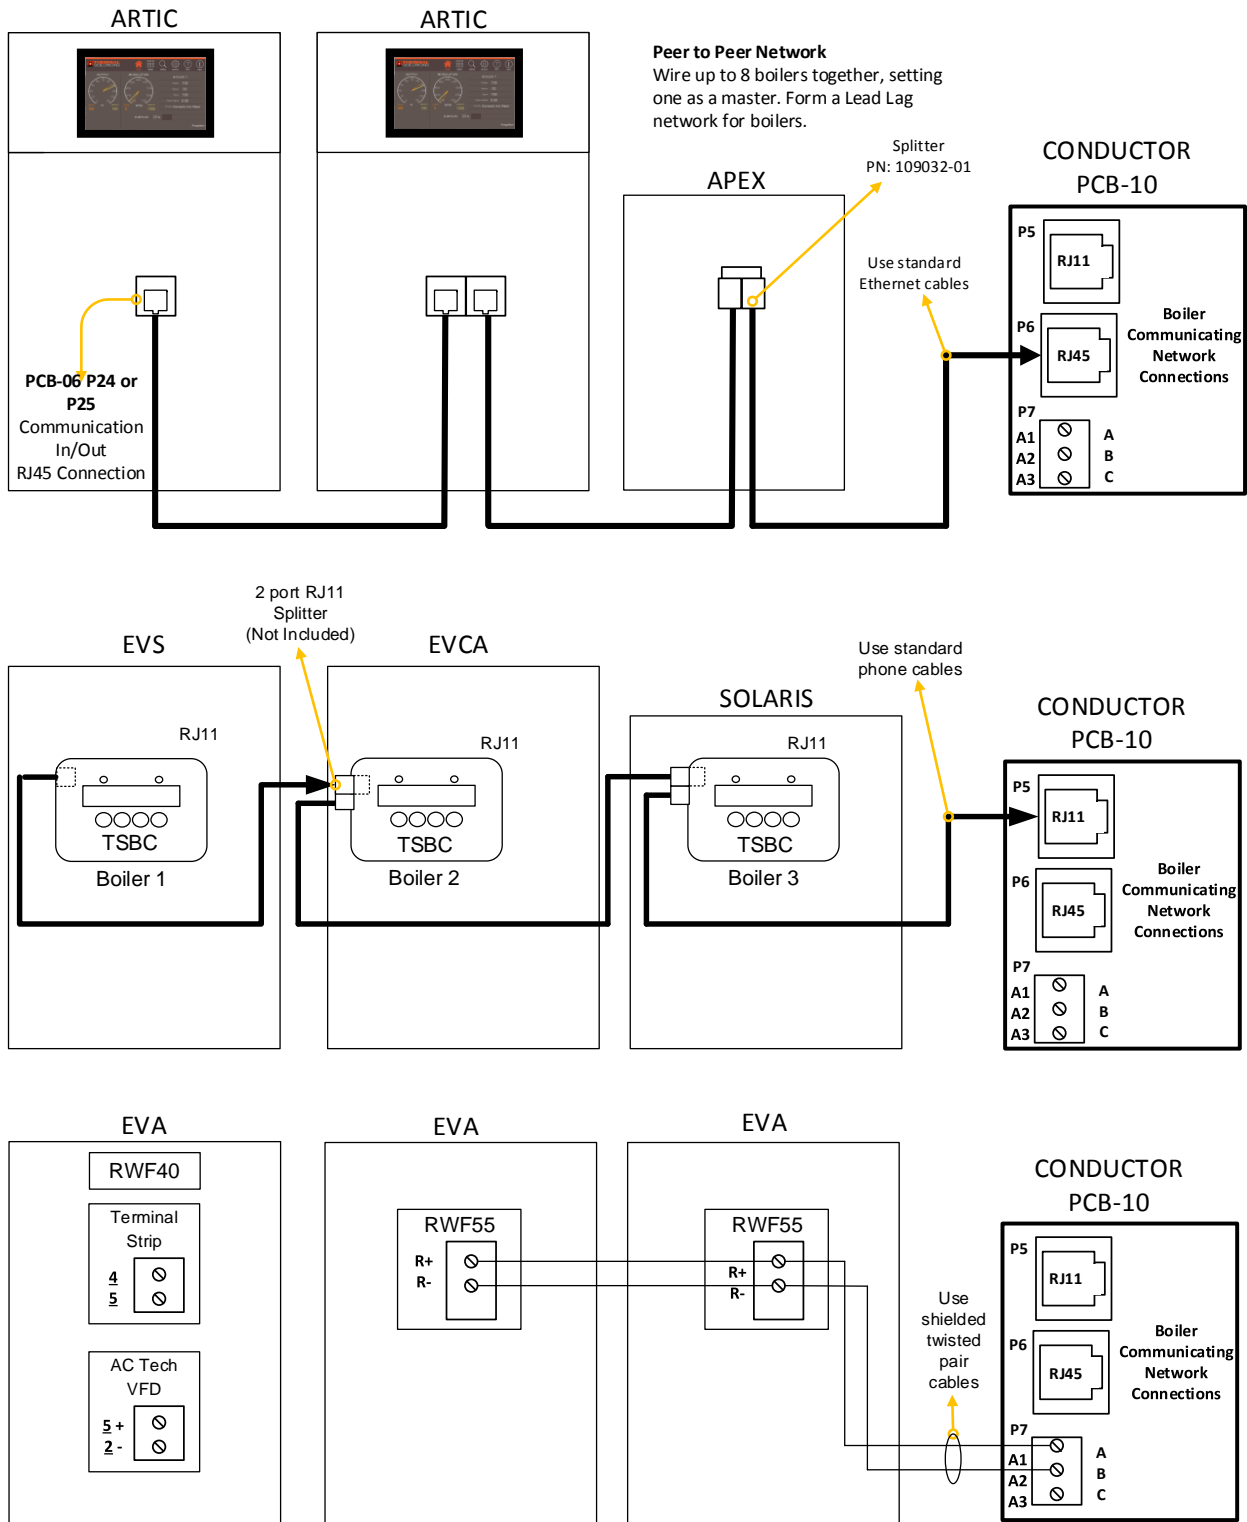 ARTIC
ARTIC
Peer to Peer Network
Wire up to 8 boilers together, setting
one as a master. Form a Lead Lag
network for boilers.
Splitter
PN: 109032-01
CONDUCTOR
PCB-10
APEX
P5
RJ11
Use standard
Ethernet cables
P6
RJ45
Boiler
Communicating
Network
Connections
PCB-06 P24 or
P25
Communication
In/Out
RJ45 Connection
P7
A1
A
A2
B
A3
C
2 port RJ11
Splitter
(Not Included)
EVS
EVCA
Use standard
phone cables
SOLARIS
CONDUCTOR
PCB-10
RJ11
RJ11
RJ11
TSBC
TSBC
TSBC
Boiler 1
Boiler 2
Boiler 3
P5
RJ11
P6
RJ45
Boiler
Communicating
Network
Connections
P7
A1
A
A2
B
A3
C
EVA
EVA
EVA
RWF40
CONDUCTOR
PCB-10
Terminal
Strip
4
5
RWF55
R+
R-
RWF55
R+
R-
P5
RJ11
Use
shielded
twisted
pair
cables
P6
RJ45
Boiler
Communicating
Network
Connections
AC Tech
VFD
5 +
2 -
P7
A1
A
A2
B
A3
C